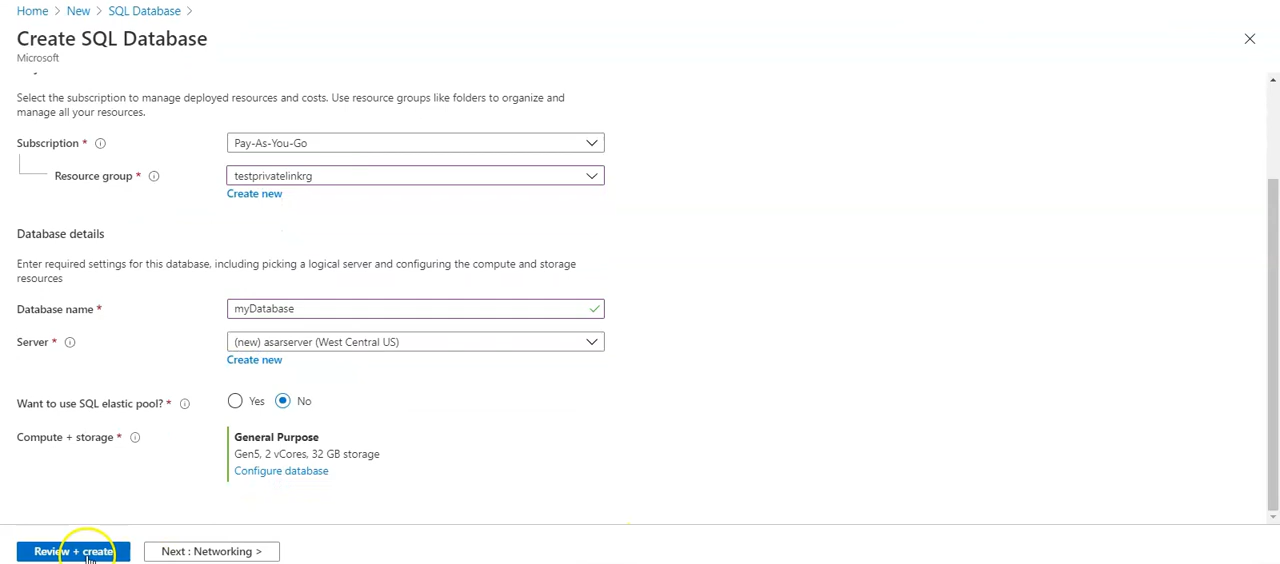 Home > New > SQL Database >
Create SQL Database
Microsoft
Select the subscription to manage deployed resources and costs. Use resource groups like folders to organize and
manage all your resources.
Subscription *
Pay-As-You-Go
Resource group *
testprivatelinkrg
Create new
Database details
Enter required settings for this database, including picking a logical server and configuring the compute and storage
resources
Database name *
myDatabase
Server *
(new) asarserver (West Central US)
Create new
Want to use SQL elastic pool? *
Yes No
Compute + storage *
General Purpose
Gen5, 2 vCores, 32 GB storage
Configure database
Review + create
Next : Networking >